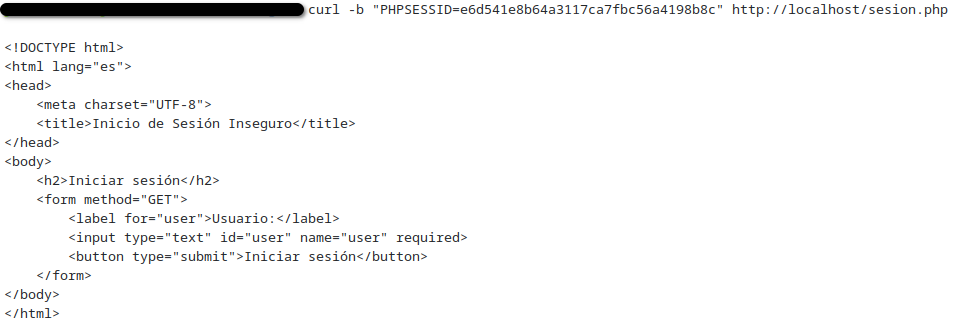 curl -b "PHPSESSID=e6d541e8b64a3117ca7fbc56a4198b8c" http://localhost/sesion.php
<!DOCTYPE html>
<html lang="es">
<head>
    <meta charset="UTF-8">
    <title>Inicio de Sesión Inseguro</title>
</head>
<body>
    <h2>Iniciar sesión</h2>
    <form method="GET">
        <label for="user">Usuario:</label>
        <input type="text" id="user" name="user" required>
        <button type="submit">Iniciar sesión</button>
    </form>
</body>
</html>